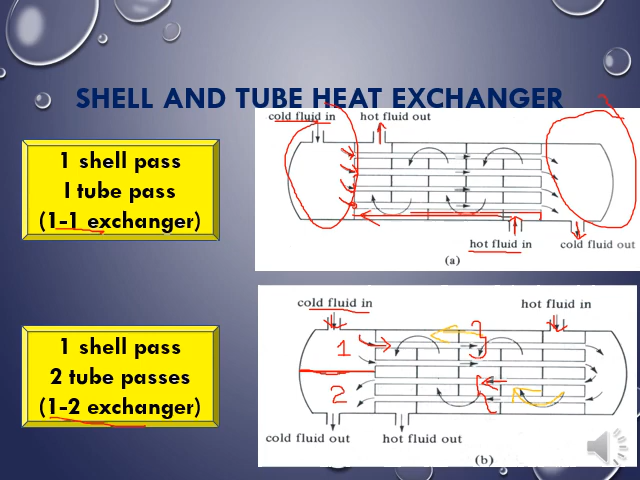 SHELL AND TUBE HEAT EXCHANGER
1 shell pass
I tube pass
(1-1 exchanger)
cold fluid in
hot fluid out
hot fluid in
cold fluid out
(a)
1 shell pass
2 tube passes
(1-2 exchanger)
cold fluid in
hot fluid in
1
2
cold fluid out
hot fluid out
(b)